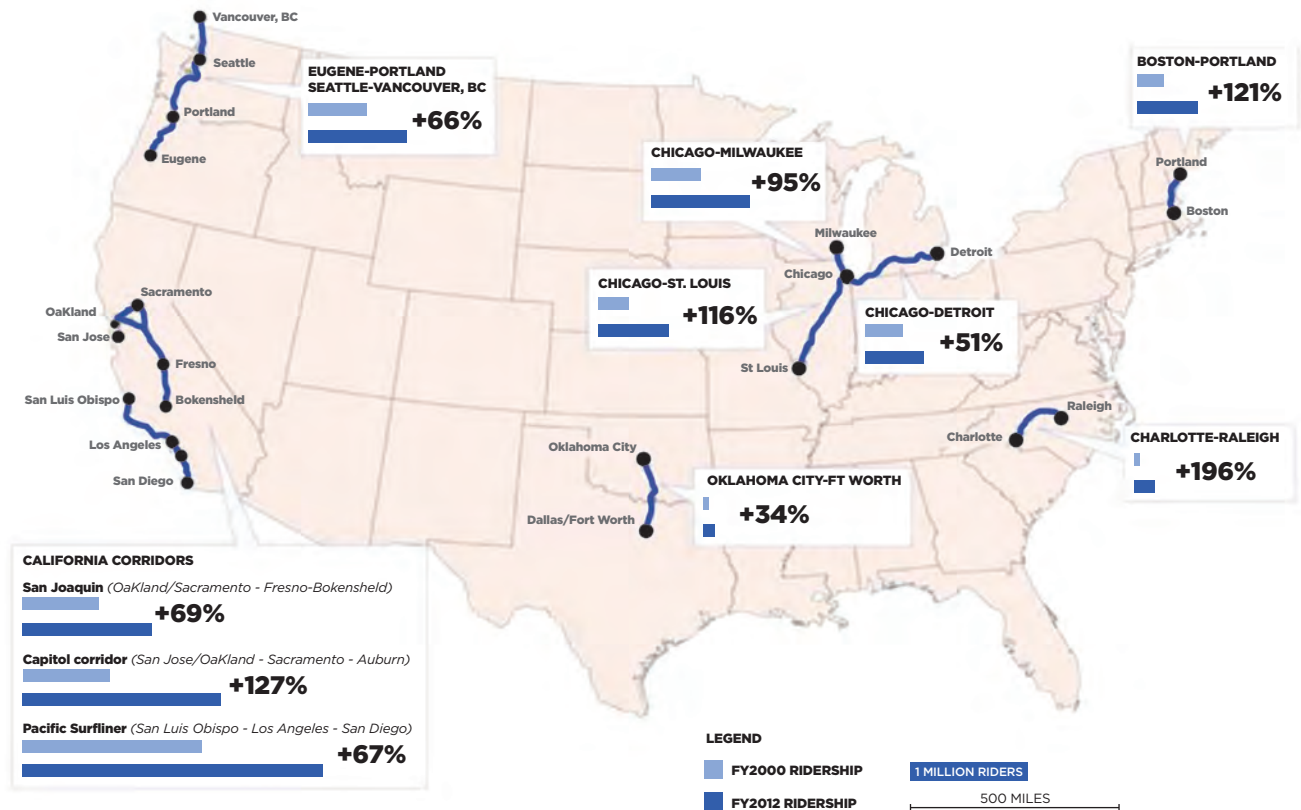 Vancouver, BC
Seattle
Portland
Eugene
EUGENE-PORTLAND
SEATTLE-VANCOUVER, BC
+66%
BOSTON-PORTLAND
+121%
Portland
Boston
CHICAGO-MILWAUKEE
+95%
Milwaukee
Detroit
Chicago
CHICAGO-ST. LOUIS
+116%
CHICAGO-DETROIT
+51%
St Louis
Sacramento
OaKland
San Jose
Fresno
San Luis Obispo
Bokensheld
Los Angeles
San Diego
Raleigh
Charlotte
CHARLOTTE-RALEIGH
+196%
Oklahoma City
Dallas/Fort Worth
OKLAHOMA CITY-FT WORTH
+34%
CALIFORNIA CORRIDORS
San Joaquin (OaKland/Sacramento - Fresno-Bokensheld)
+69%
Capitol corridor (San Jose/OaKland - Sacramento - Auburn)
+127%
Pacific Surfliner (San Luis Obispo - Los Angeles - San Diego)
+67%
LEGEND
FY2000 RIDERSHIP
1 MILLION RIDERS
FY2012 RIDERSHIP
500 MILES